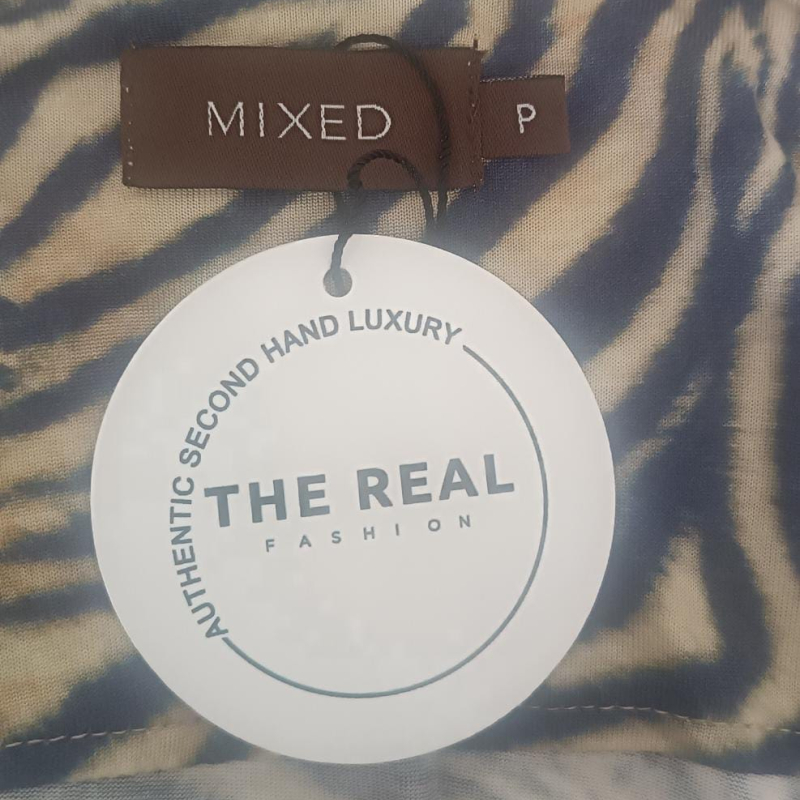 MIXED
P
AUTHENTIC SECOND HAND LUXURY
THE REAL
FASHION